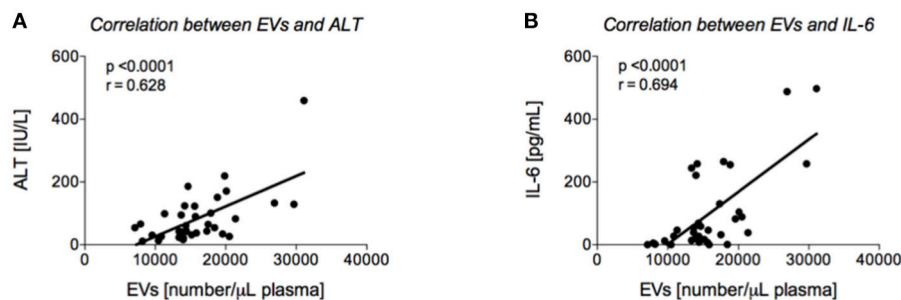 A
Correlation between EVs and ALT
p <0.0001
r = 0.628
600
400
200
0
ALT [IU/L]
0 10000 20000 30000 40000
EVs [number/μL plasma]
B
Correlation between EVs and IL-6
p <0.0001
r = 0.694
600
400
200
0
IL-6 [pg/mL]
0 10000 20000 30000 40000
EVs [number/μL plasma]